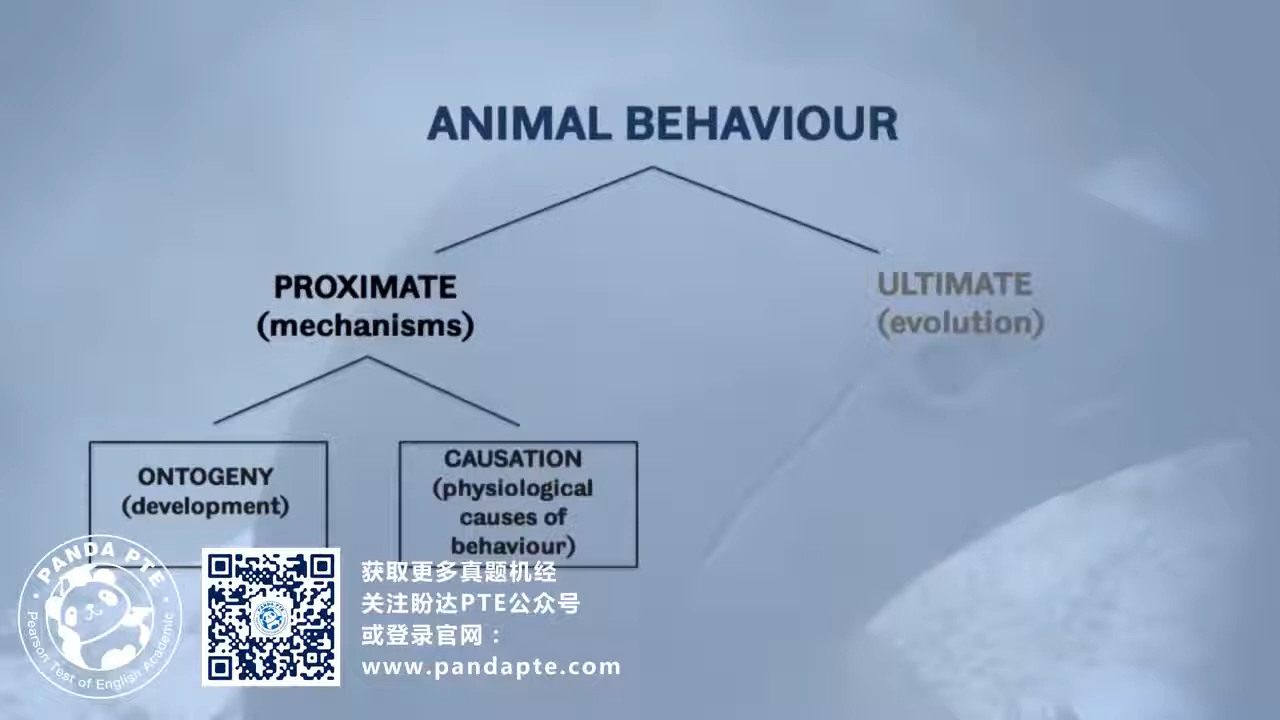 ANIMAL BEHAVIOUR
PROXIMATE
(mechanisms)
ULTIMATE
(evolution)
ONTOGENY
(development)
CAUSATION
(physiological
causes of
behaviour)
PANDA PTE
Pearson Test of English Academic
PANDA PTE
获取更多真题机经
关注盼达PTE公众号
或登录官网：
www.pandapte.com